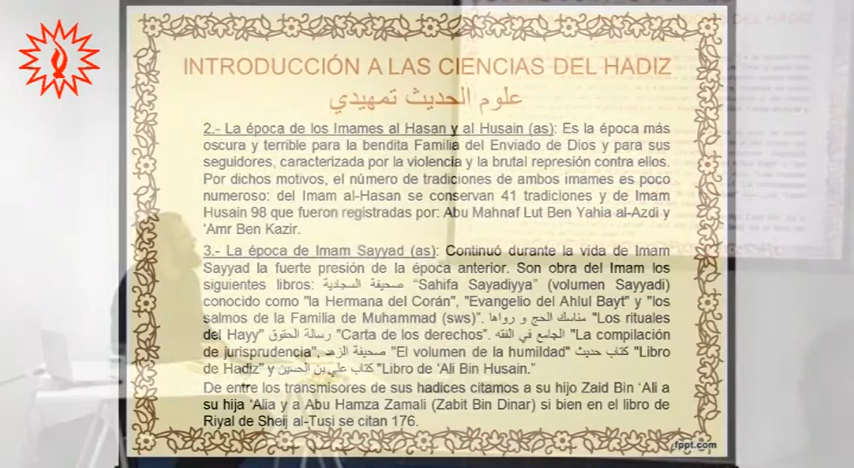 INTRODUCCIÓN A LAS CIENCIAS DEL HADIZ
علوم الحديث تمهيدي
2.- La época de los Imames al Hasan y al Husain (as): Es la época más
oscura y terrible para la bendita Familia del Enviado de Dios y para sus
seguidores, caracterizada por la violencia y la brutal represión contra ellos.
Por dichos motivos, el número de tradiciones de ambos imames es poco
numeroso: del Imam al-Hasan se conservan 41 tradiciones y de Imam
Husain 98 que fueron registradas por: Abu Mahnaf Lut Ben Yahia al-Azdi y
‘Amr Ben Kazir.
3.- La época de Imam Sayyad (as): Continuó durante la vida de Imam
Sayyad la fuerte presión de la época anterior. Son obra del Imam los
siguientes libros: صحيفة السجادية “Sahifa Sayadiyya” (volumen Sayyadi)
conocido como "la Hermana del Corán", "Evangelio del Ahlul Bayt" y "los
salmos de la Familia de Muhammad (sws)". مناسك الحج و رواها "Los rituales
del Hayy" رسالة الحقوق "Carta de los derechos". الجامع في الفقه "La compilación
de jurisprudencia". صحيفة الزهد "El volumen de la humildad" كتاب حديث "Libro
de Hadiz" y كتاب علي بن الحسين "Libro de ‘Ali Bin Husain."
De entre los transmisores de sus hadices citamos a su hijo Zaid Bin ‘Ali a
su hija ‘Alia y a Abu Hamza Zamali (Zabit Bin Dinar) si bien en el libro de
Riyal de Sheij al-Tusi se citan 176.
fppt.com